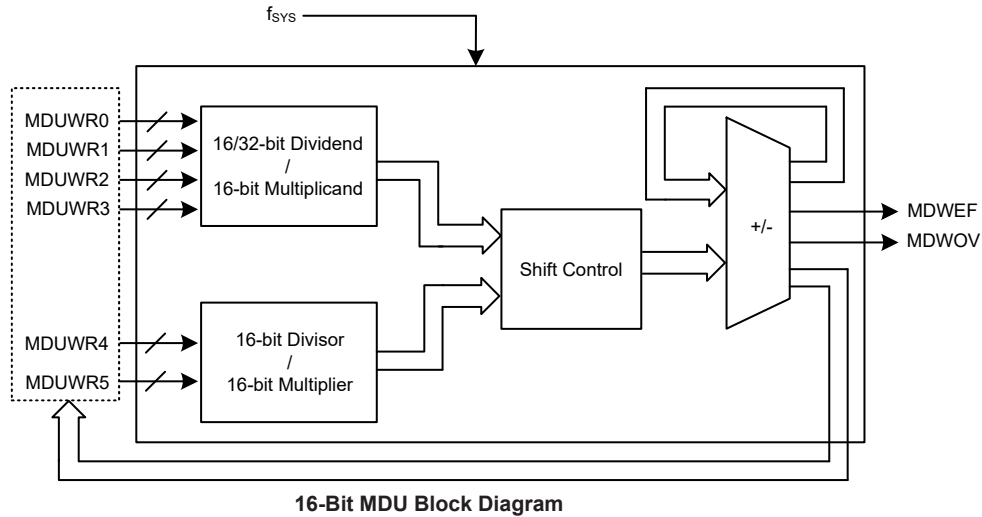 fSYS
MDUWR0
MDUWR1
MDUWR2
MDUWR3
16/32-bit Dividend
/
16-bit Multiplicand
MDUWR4
MDUWR5
16-bit Divisor
/
16-bit Multiplier
Shift Control
+/-
MDWEF
MDWOV
16-Bit MDU Block Diagram